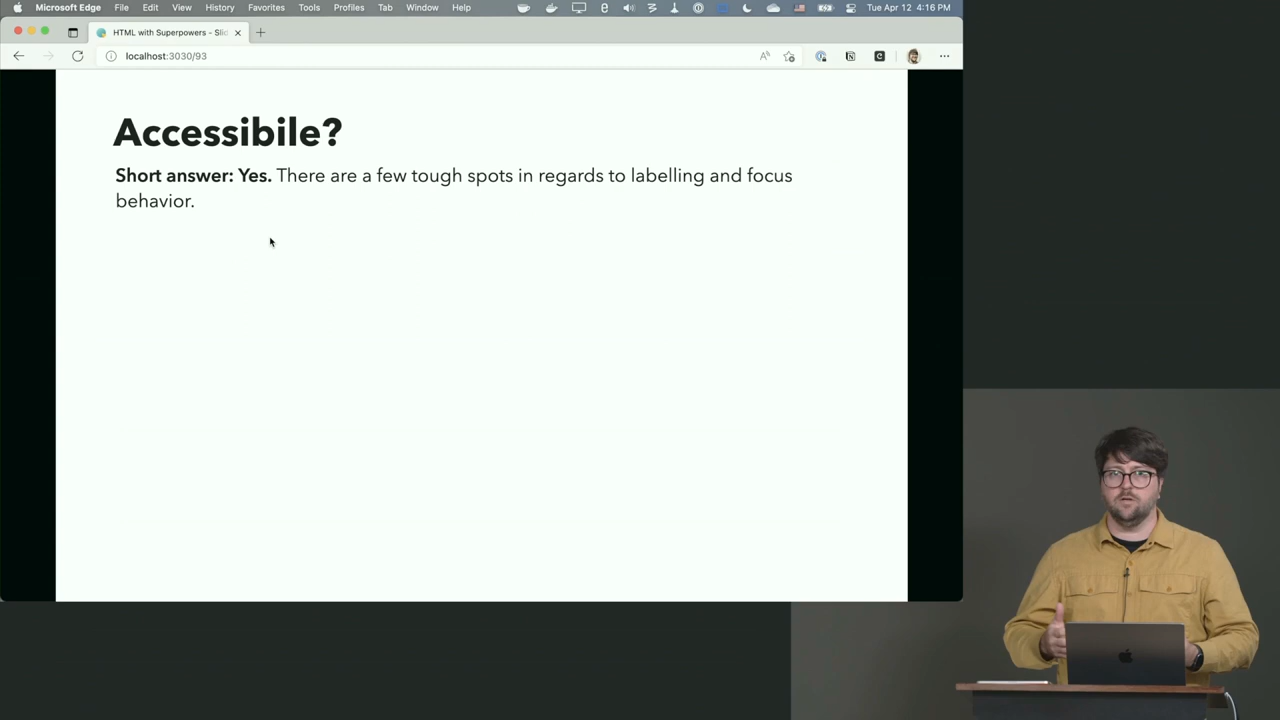 Microsoft Edge File Edit View History Favorites Tools Profiles Tab Window Help Tue Apr 12 4:16 PM
HTML with Superpowers - Slid
localhost:3030/93
Accessibile?
Short answer: Yes. There are a few tough spots in regards to labelling and focus
behavior.